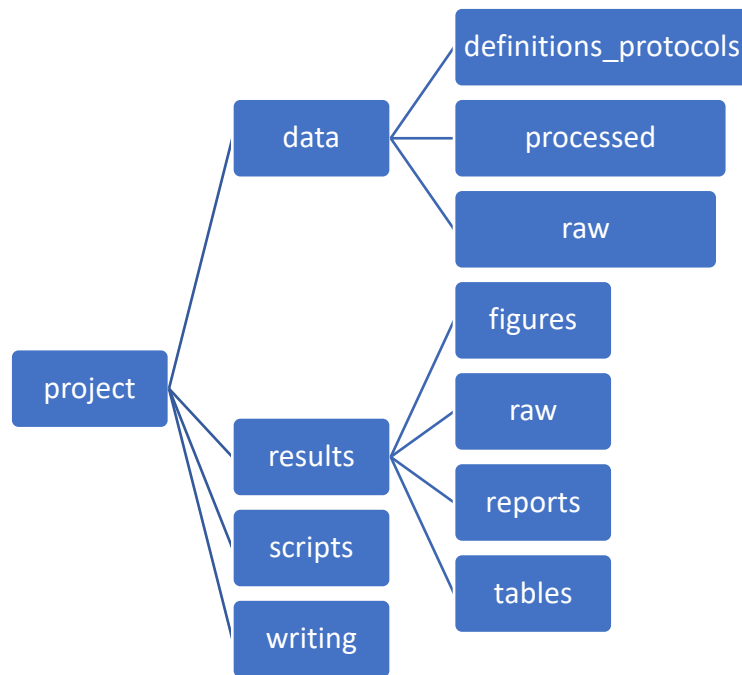 project
data
definitions_protocols
processed
raw
results
figures
raw
reports
tables
scripts
writing